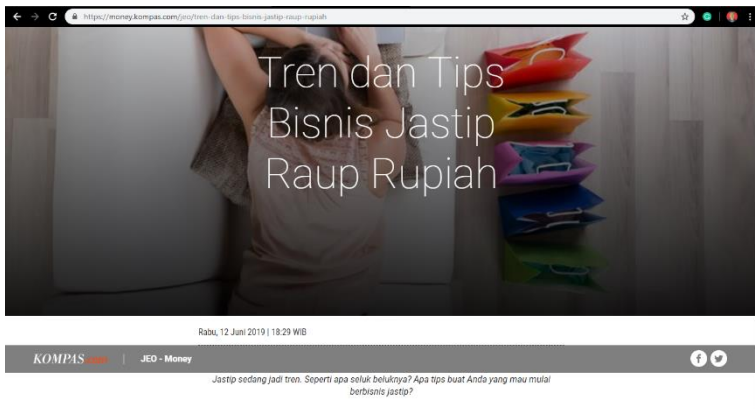 https://money.kompas.com/jeo/tren-dan-tips-bisnis-jastip-raup-rupiah
Tren dan Tips
Bisnis Jastip
Raup Rupiah
Rabu, 12 Juni 2019 | 18:29 WIB
KOMPAS.com | JEO - Money
Jastip sedang jadi tren. Seperti apa seluk beluknya? Apa tips buat Anda yang mau mulai
berbisnis jastip?